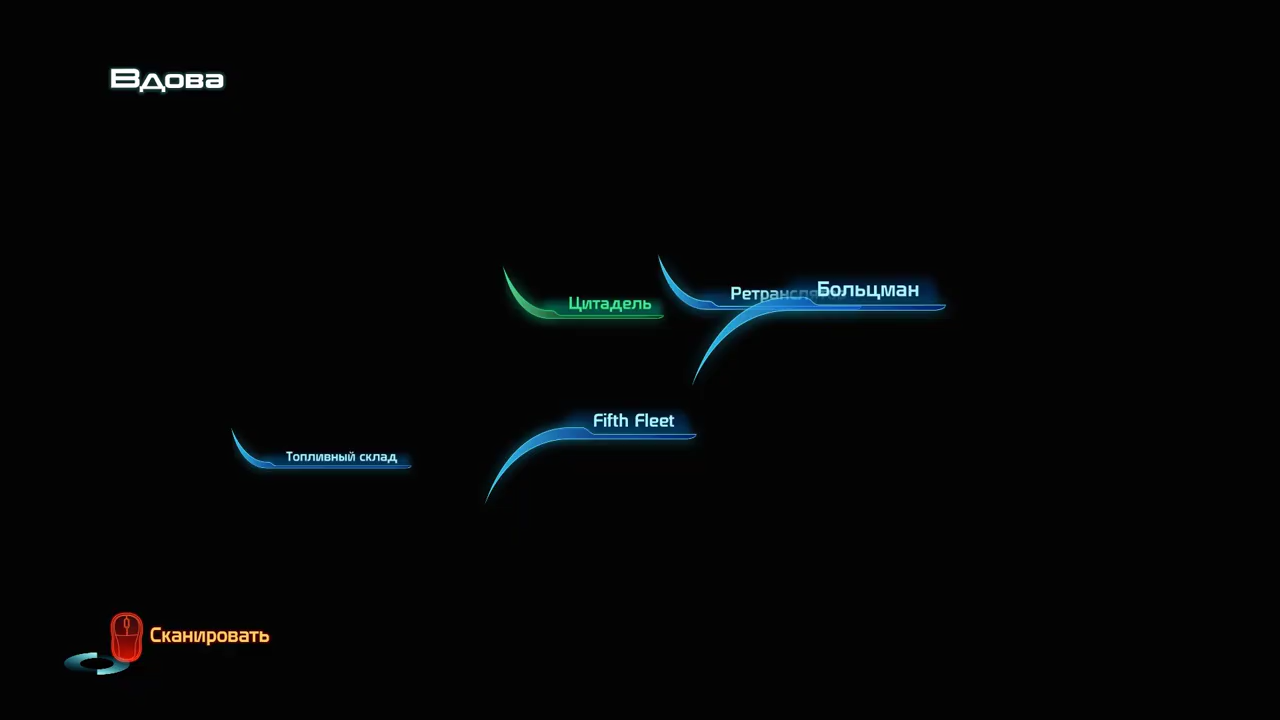 Вдова
Цитадель
Больцман
Fifth Fleet
Топливный склад
Сканировать